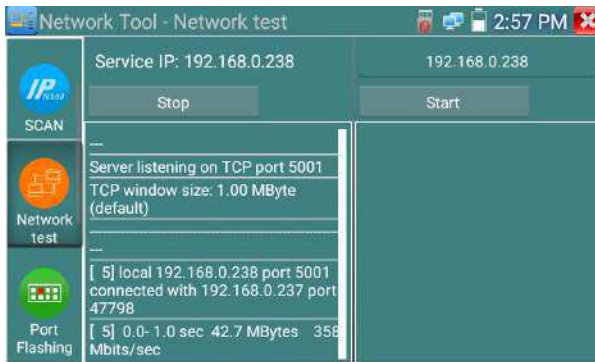 Network Tool - Network test
2:57 PM
IP
SCAN
Network
test
Port
Flashing
Service IP: 192.168.0.238
Stop
192.168.0.238
Start
---
Server listening on TCP port 5001
TCP window size: 1.00 MByte
(default)
---
[ 5] local 192.168.0.238 port 5001
connected with 192.168.0.237 port
47798
[ 5] 0.0- 1.0 sec 42.7 MBytes 358
Mbits/sec